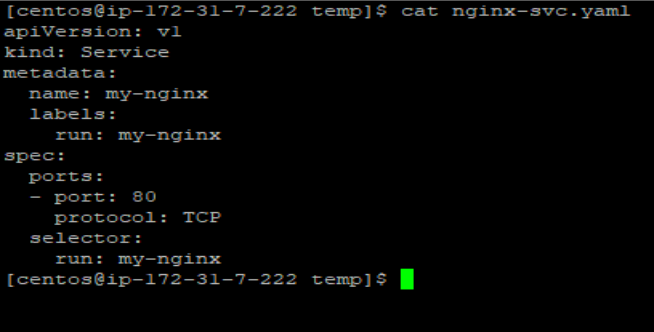 [centos@ip-172-31-7-222 temp]$ cat nginx-svc.yaml
apiVersion: v1
kind: Service
metadata:
  name: my-nginx
  labels:
    run: my-nginx
spec:
  ports:
  - port: 80
    protocol: TCP
  selector:
    run: my-nginx
[centos@ip-172-31-7-222 temp]$